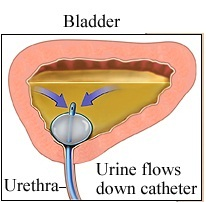 Bladder
Urethra
Urine flows
down catheter